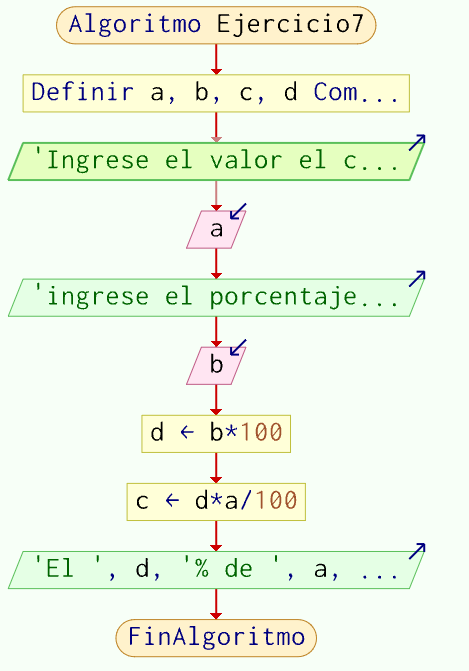 Algoritmo Ejercicio7
Definir a, b, c, d Com...
'Ingrese el valor el c...
a
'ingrese el porcentaje...
b
d ← b*100
c ← d*a/100
'El ', d, '% de ', a, ...
FinAlgoritmo